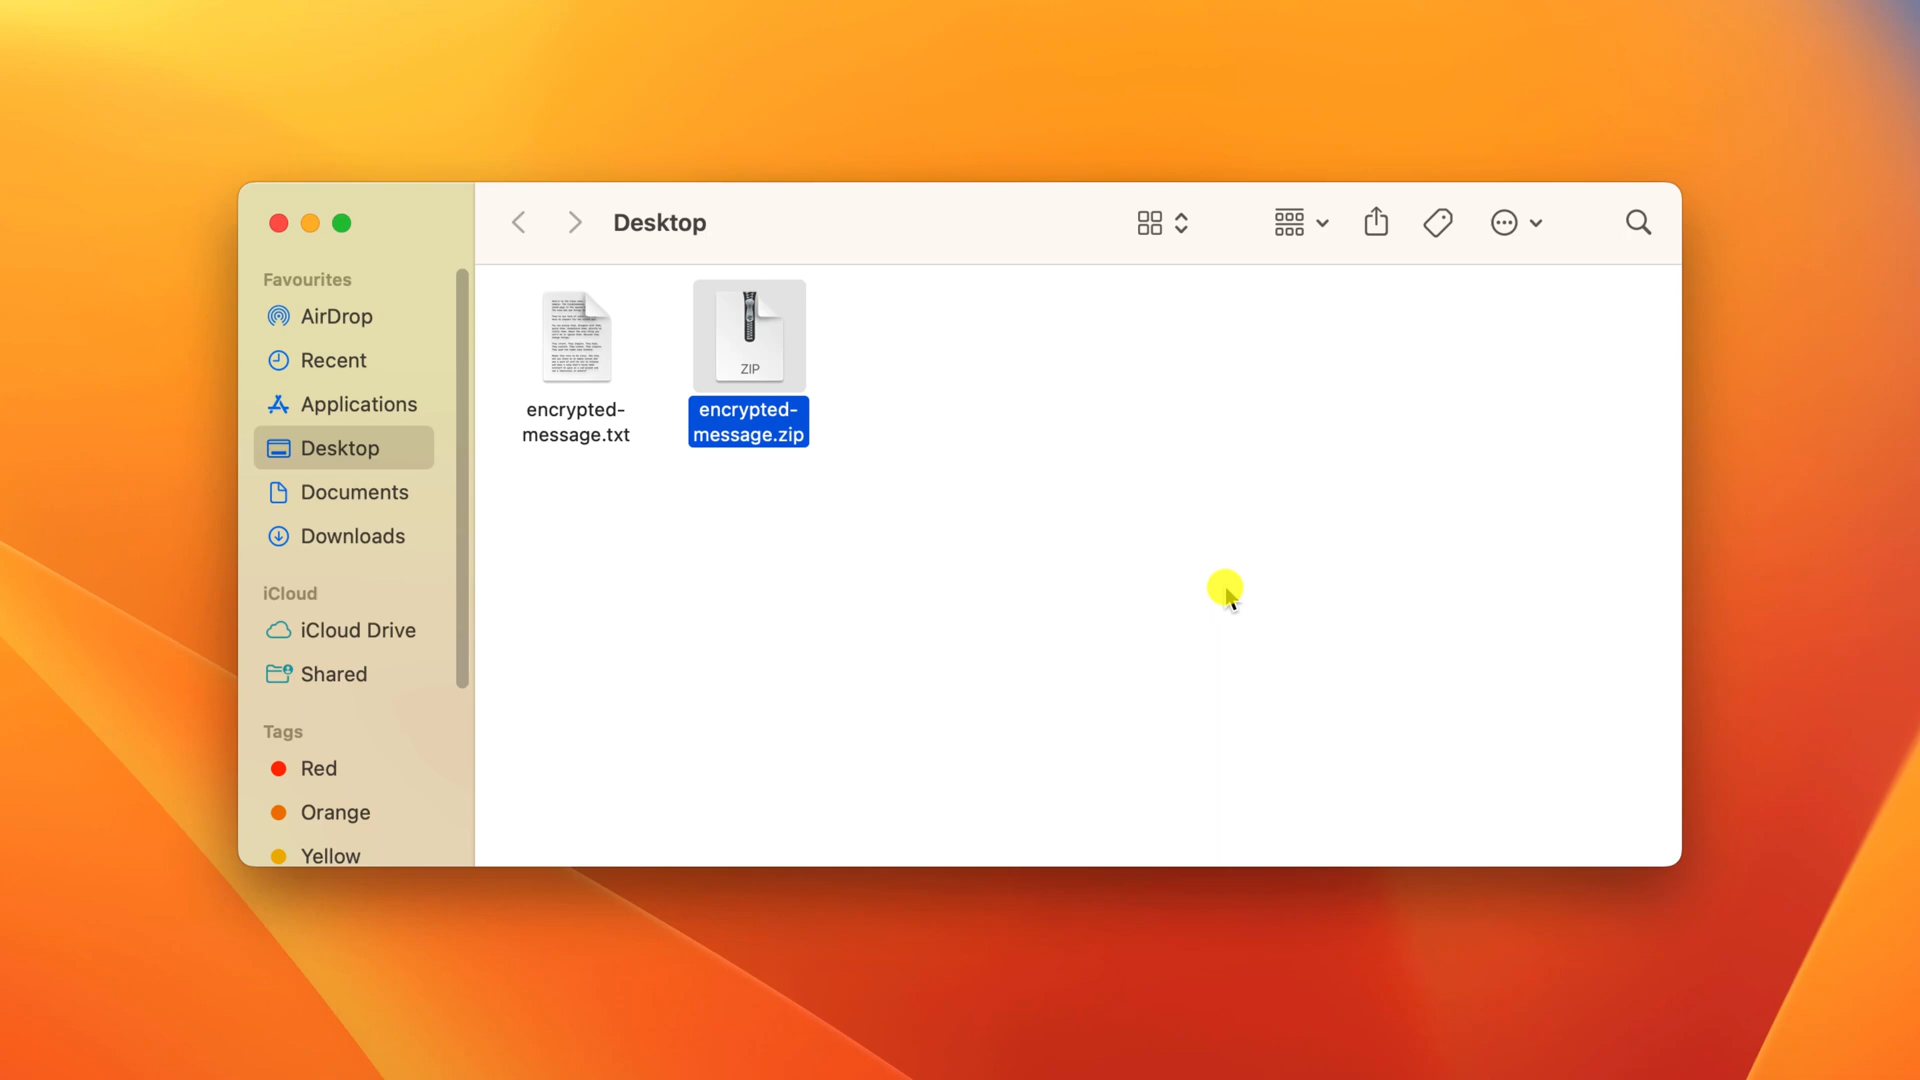 Desktop
Favourites
AirDrop
Recent
Applications
Desktop
Documents
Downloads
iCloud
iCloud Drive
Shared
Tags
Red
Orange
Yellow
encrypted-
message.txt
ZIP
encrypted-
message.zip